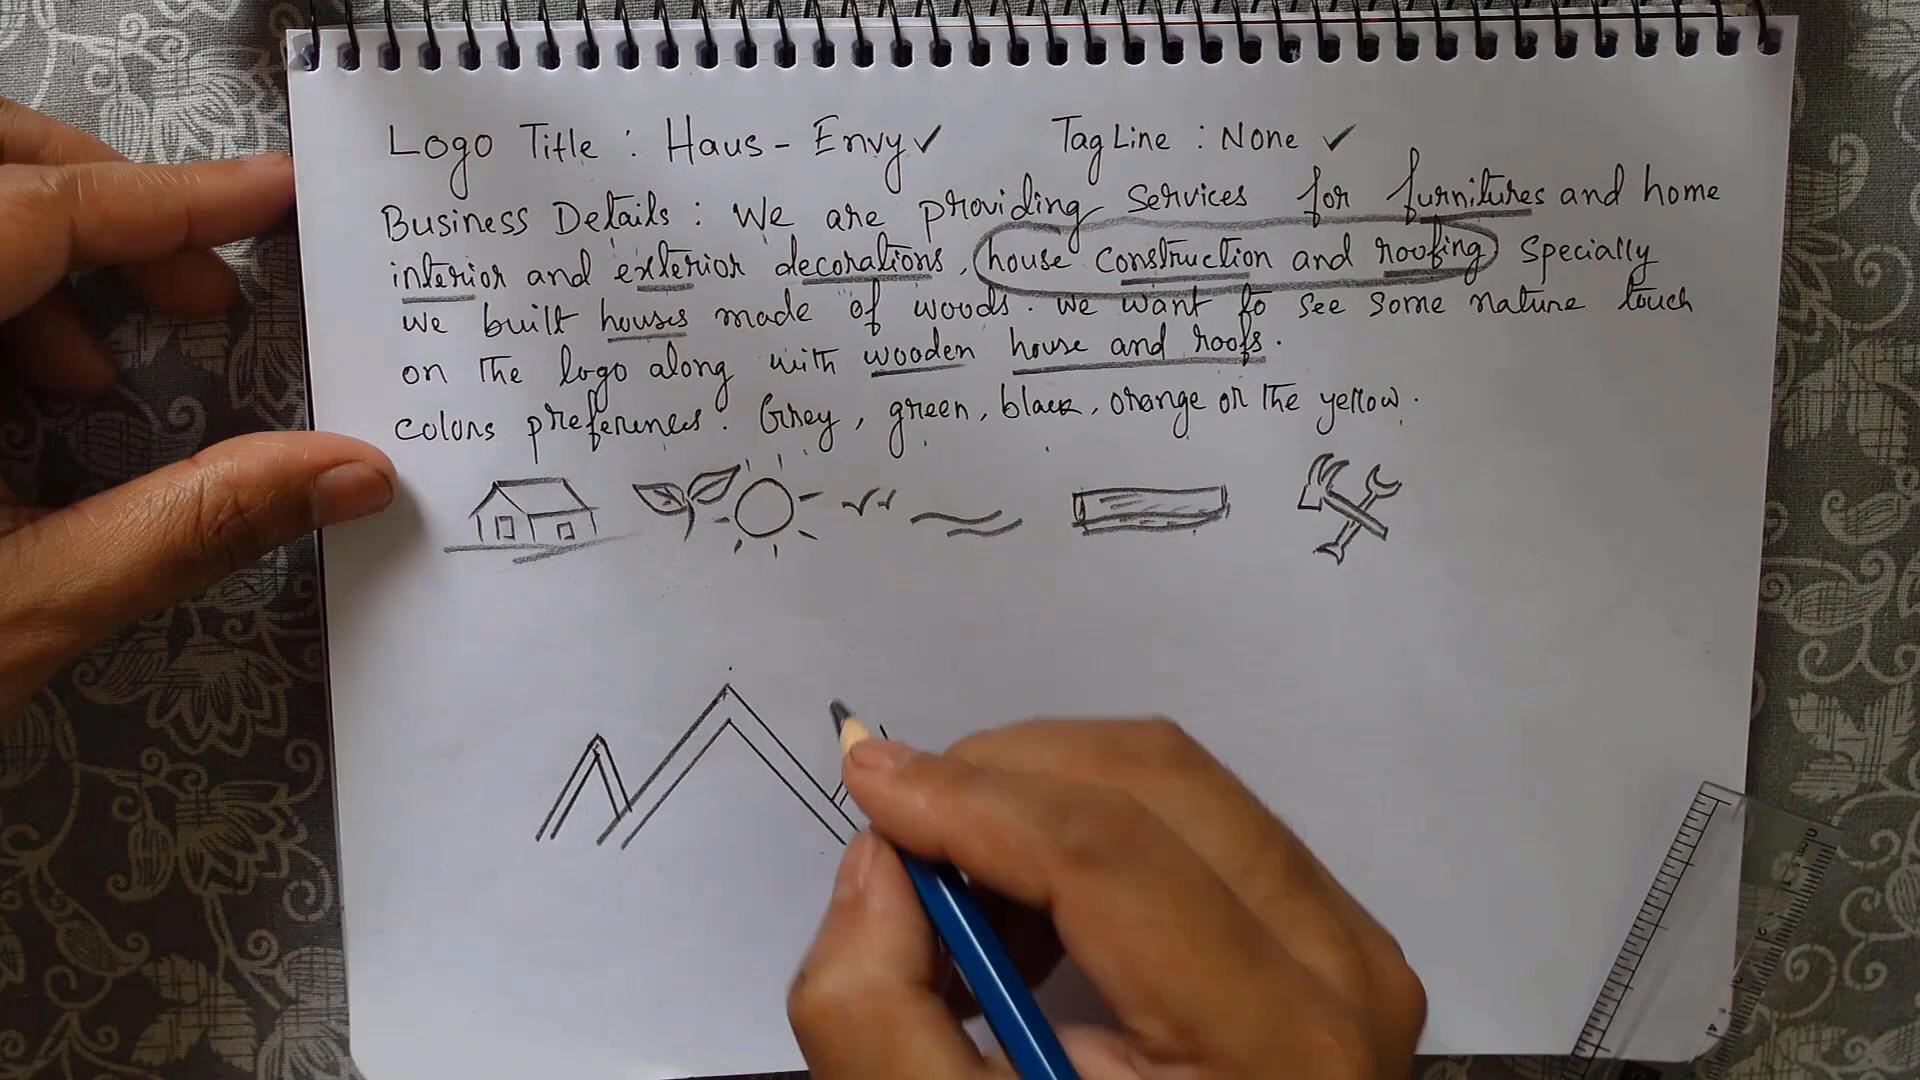 Logo Title : Haus - Envy ✓ Tag Line : None ✓
Business Details : We are providing services for furnitures and home
interior and exterior decorations, house construction and roofing specially
we built houses made of woods. we want to see some nature touch
on the logo along with wooden house and roofs.
colors preferences. Grey, green, black, orange or the yellow.